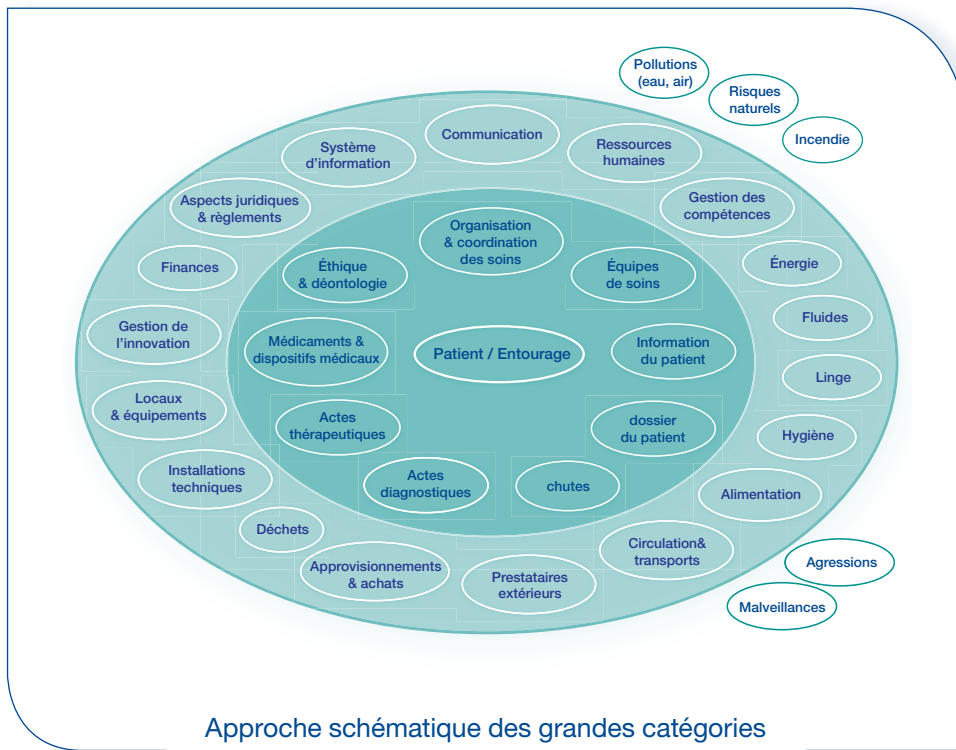 Pollutions
(eau, air)
Risques
naturels
Incendie
Communication
Système
d'information
Ressources
humaines
Aspects juridiques
& règlements
Gestion des
compétences
Organisation
& coordination
des soins
Finances
Éthique
& déontologie
Équipes
de soins
Énergie
Gestion de
l'innovation
Médicaments &
dispositifs médicaux
Patient / Entourage
Information
du patient
Fluides
Linge
Locaux
& équipements
Actes
thérapeutiques
dossier
du patient
Hygiène
Installations
techniques
Actes
diagnostiques
chutes
Alimentation
Déchets
Circulation&
transports
Approvisionnements
& achats
Prestataires
extérieurs
Agressions
Malveillances
Approche schématique des grandes catégories